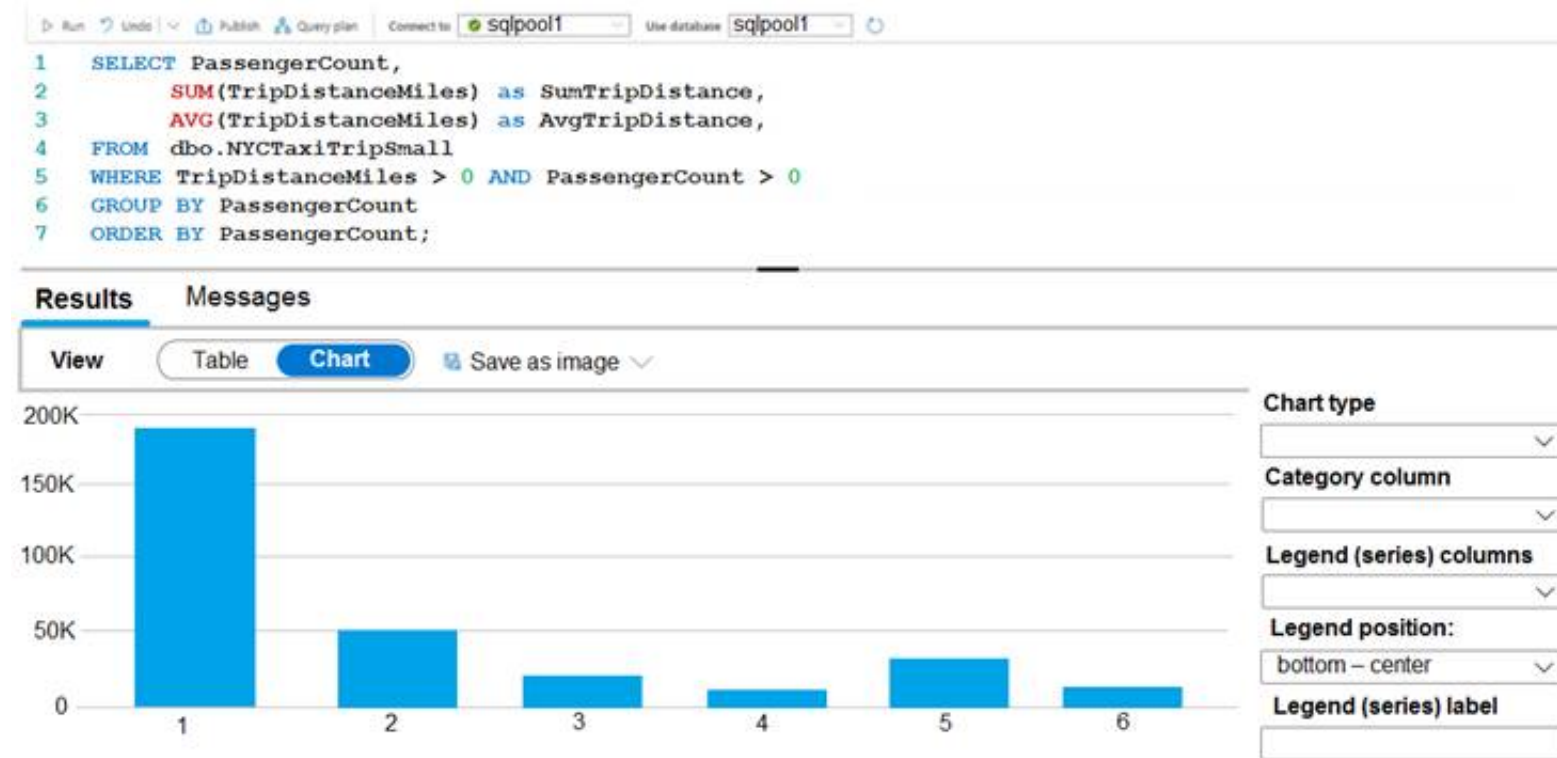 Run Undo Publish Query plan Connect to sqlpool1 Use database sqlpool1
1 SELECT PassengerCount,
2 SUM(TripDistanceMiles) as SumTripDistance,
3 AVG(TripDistanceMiles) as AvgTripDistance,
4 FROM dbo.NYCTaxiTripSmall
5 WHERE TripDistanceMiles > 0 AND PassengerCount > 0
6 GROUP BY PassengerCount
7 ORDER BY PassengerCount;
Results Messages
View Table Chart Save as image
200K
150K
100K
50K
0
1 2 3 4 5 6
Chart type
Category column
Legend (series) columns
Legend position:
bottom – center
Legend (series) label